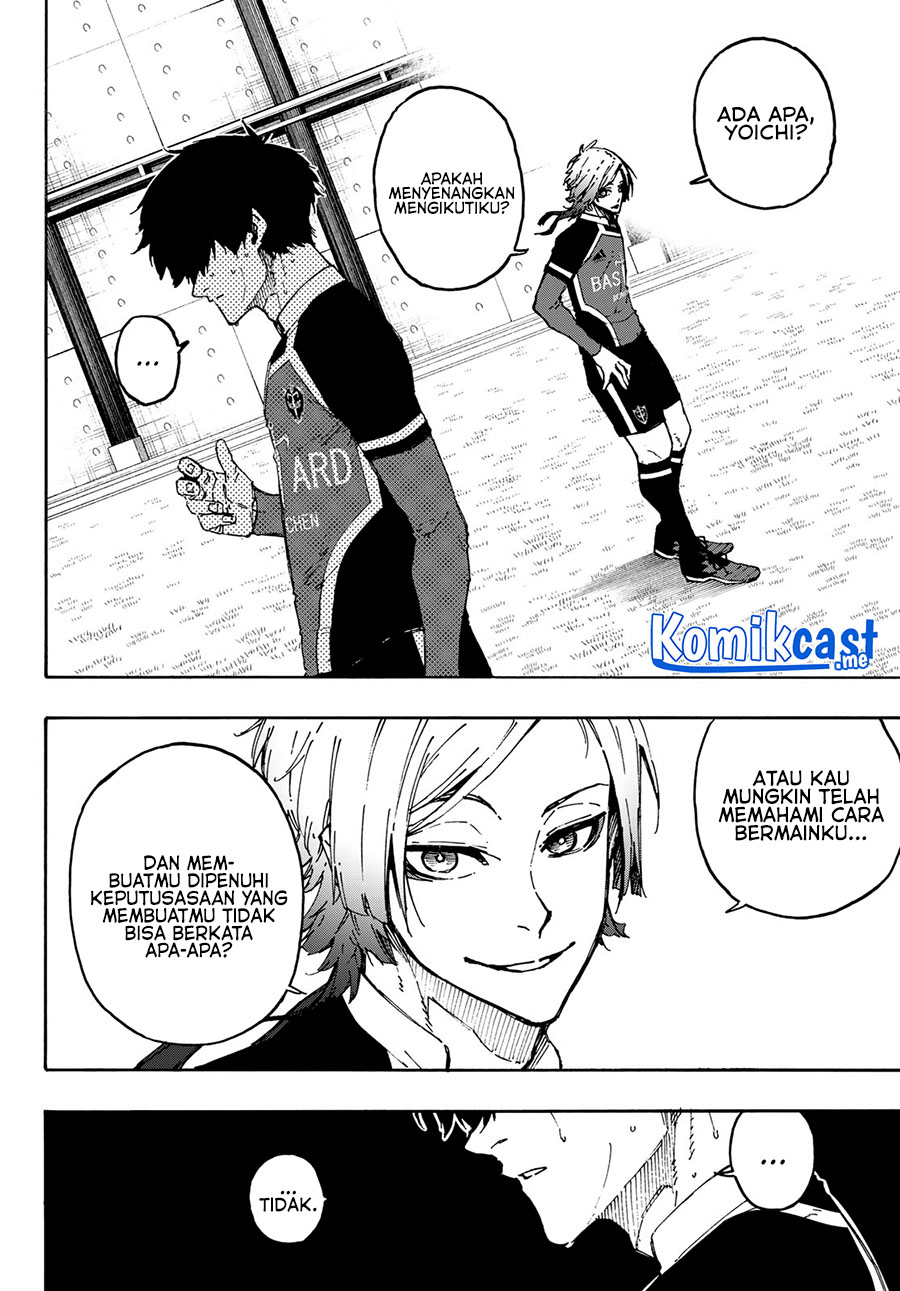 ADA APA,
YOICHI?
APAKAH
MENYENANGKAN
MENGIKUTIKU?
...
BAS
ARD
CHEN
Komikcast
.me
ATAU KAU
MUNGKIN TELAH
MEMAHAMI CARA
BERMAINKU...
DAN MEM-
BUATMU DIPENUHI
KEPUTUSASAAN YANG
MEMBUATMU TIDAK
BISA BERKATA
APA-APA?
...
...
TIDAK.